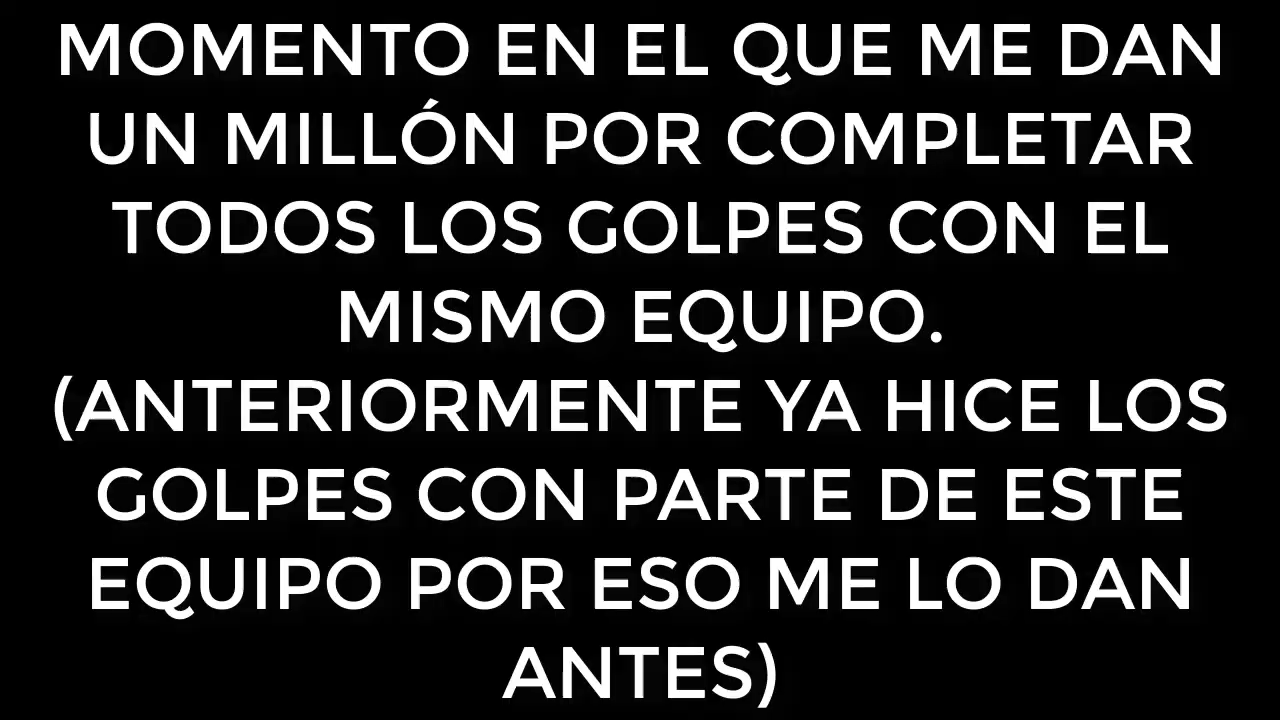 MOMENTO EN EL QUE ME DAN
UN MILLÓN POR COMPLETAR
TODOS LOS GOLPES CON EL
MISMO EQUIPO.
(ANTERIORMENTE YA HICE LOS
GOLPES CON PARTE DE ESTE
EQUIPO POR ESO ME LO DAN
ANTES)